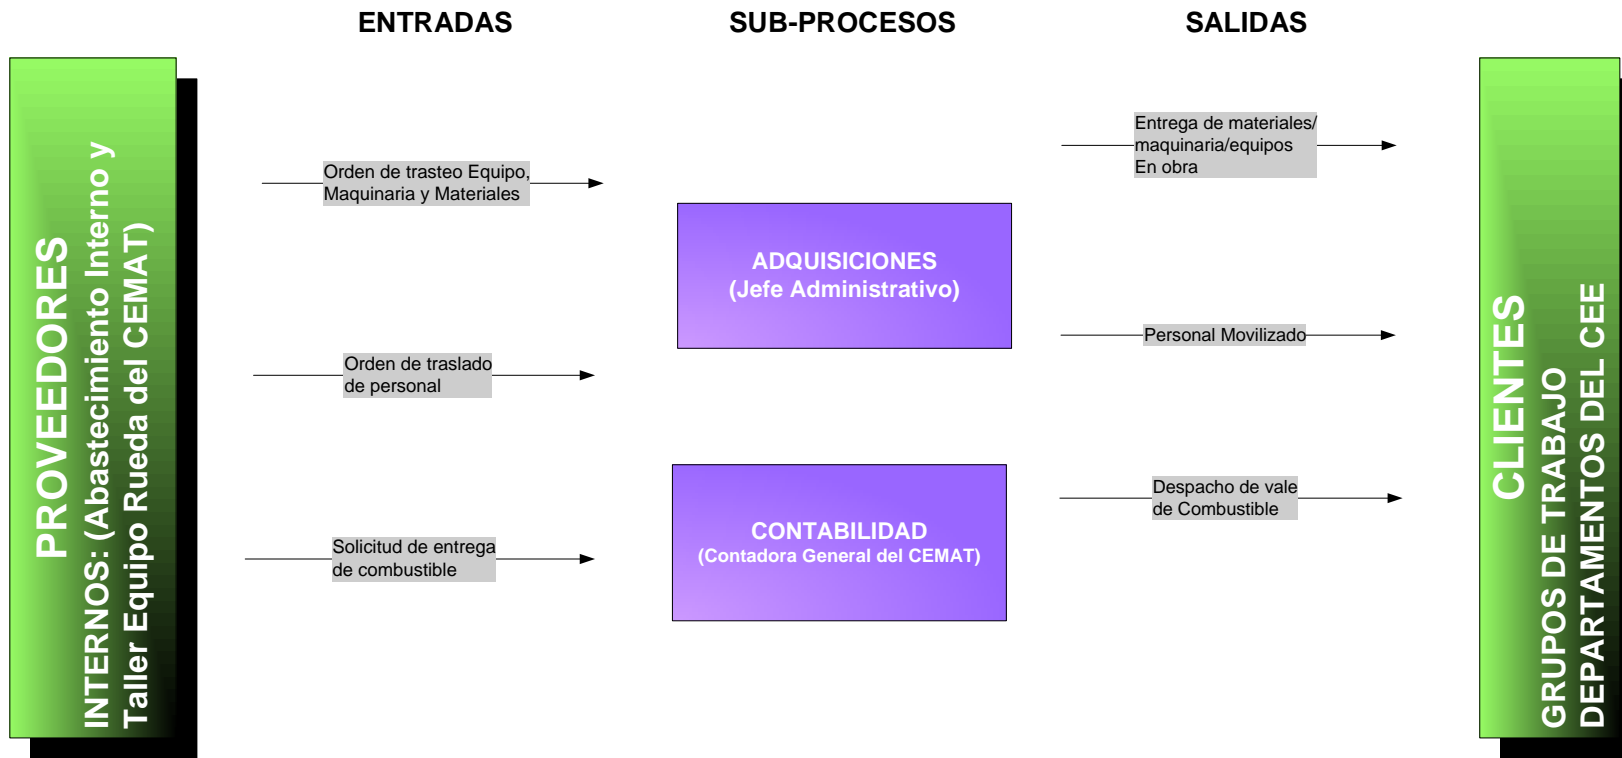 ENTRADAS
SUB-PROCESOS
SALIDAS
PROVEEDORES
INTERNOS: (Abastecimiento Interno y
Taller Equipo Rueda del CEMAT)
Orden de trasteo Equipo,
Maquinaria y Materiales
Orden de traslado
de personal
Solicitud de entrega
de combustible
ADQUISICIONES
(Jefe Administrativo)
CONTABILIDAD
(Contadora General del CEMAT)
Entrega de materiales/
maquinaria/equipos
En obra
Personal Movilizado
Despacho de vale
de Combustible
CLIENTES
GRUPOS DE TRABAJO
DEPARTAMENTOS DEL CEE